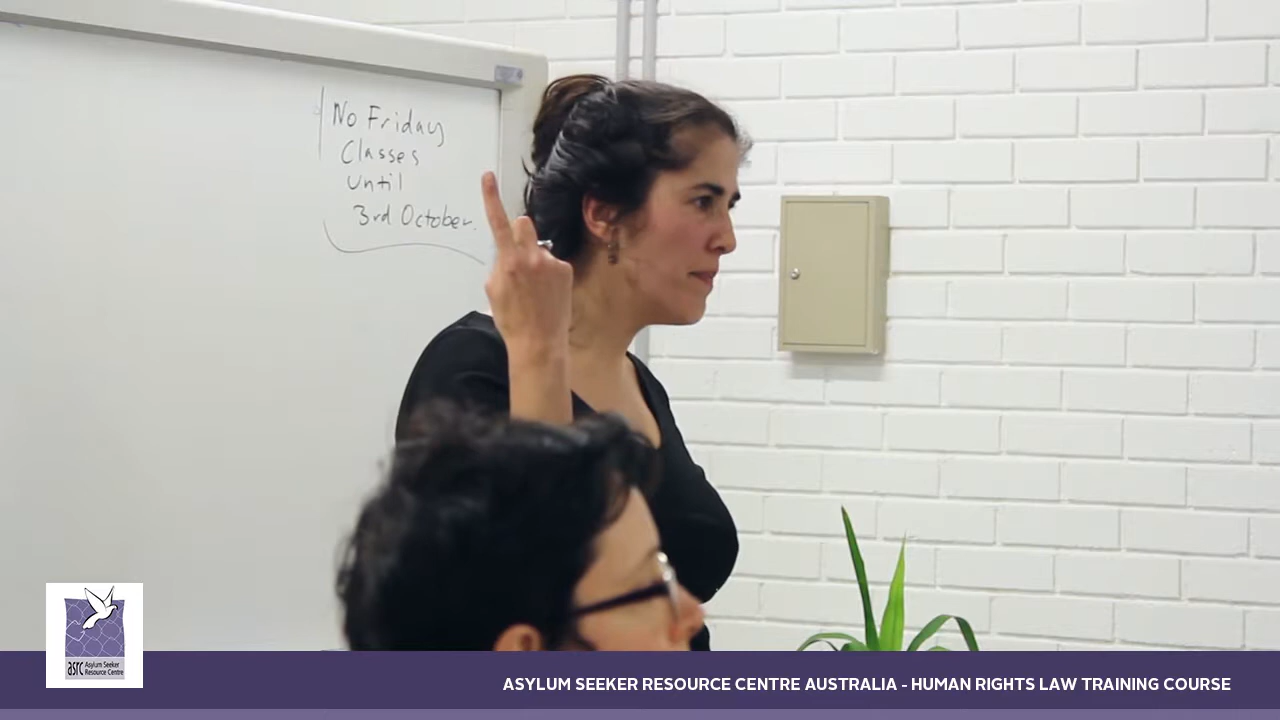 No Friday
Classes
Until
3rd October.
asrc Asylum Seeker
Resource Centre
ASYLUM SEEKER RESOURCE CENTRE AUSTRALIA - HUMAN RIGHTS LAW TRAINING COURSE